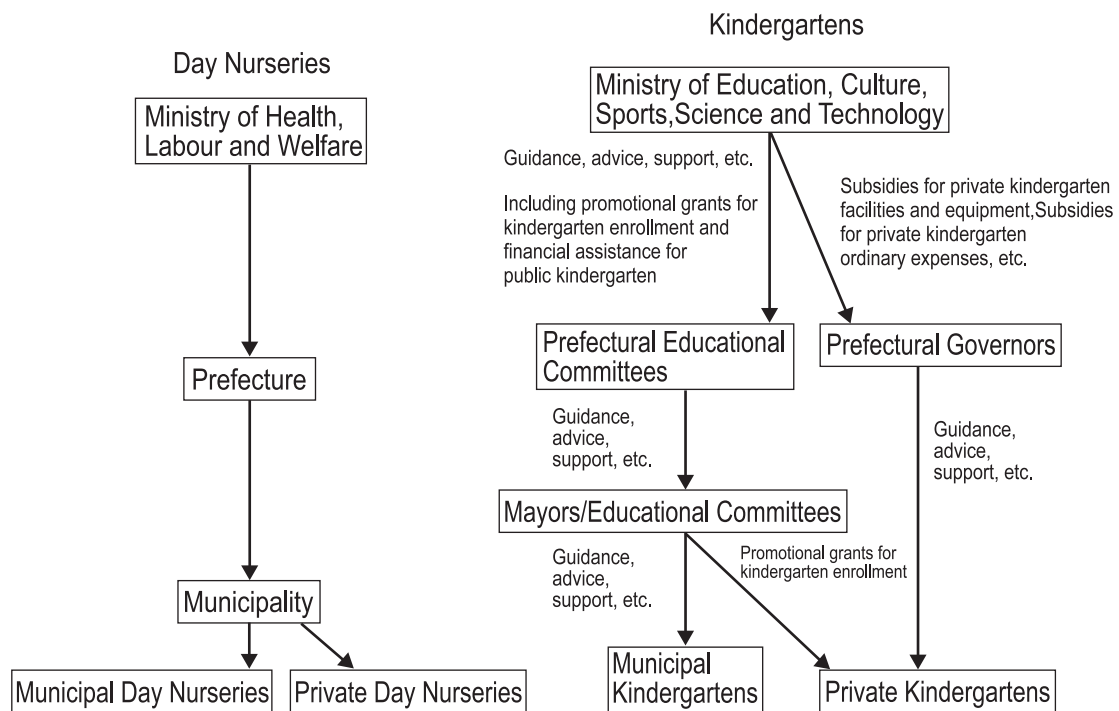 Day Nurseries
Ministry of Health,
Labour and Welfare
Prefecture
Municipality
Municipal Day Nurseries
Private Day Nurseries
Kindergartens
Ministry of Education, Culture,
Sports,Science and Technology
Guidance, advice, support, etc.
Including promotional grants for
kindergarten enrollment and
financial assistance for
public kindergarten
Subsidies for private kindergarten
facilities and equipment,Subsidies
for private kindergarten
ordinary expenses, etc.
Prefectural Educational
Committees
Prefectural Governors
Guidance,
advice,
support, etc.
Guidance,
advice,
support, etc.
Mayors/Educational Committees
Guidance,
advice,
support, etc.
Promotional grants for
kindergarten enrollment
Municipal
Kindergartens
Private Kindergartens